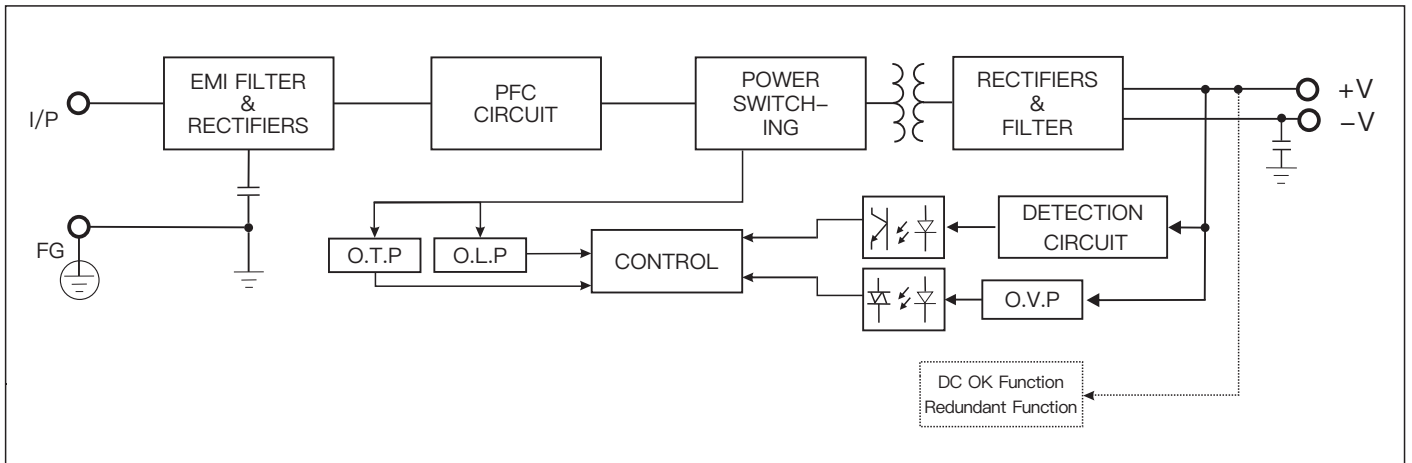 I/P
EMI FILTER
&
RECTIFIERS
PFC
CIRCUIT
POWER
SWITCH-
ING
RECTIFIERS
&
FILTER
+V
-V
FG
O.T.P
O.L.P
CONTROL
DETECTION
CIRCUIT
O.V.P
DC OK Function
Redundant Function